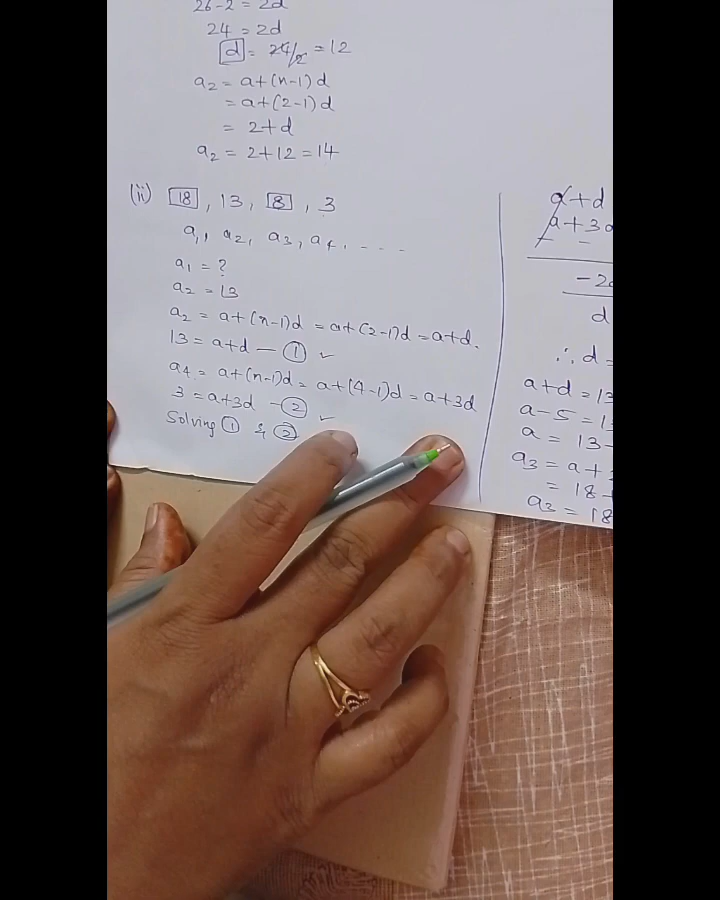 26-2 = 2d
24 = 2d
d = 24/2 = 12
a2 = a+(n-1)d
= a+(2-1)d
= 2+d
a2 = 2+12 = 14
(ii) 18, 13, 8, 3
a1, a2, a3, a4, - - - -
a1 = ?
a2 = 13
a2 = a+(n-1)d = a+(2-1)d = a+d.
13 = a+d — ① ✓
a4 = a+(n-1)d = a+(4-1)d = a+3d
3 = a+3d — ② ✓
Solving ① & ②
a+d
a+3d
- -
-2d
d
∴ d =
a+d = 13
a-5 = 1
a = 13-
a3 = a+
= 18+
a3 = 18